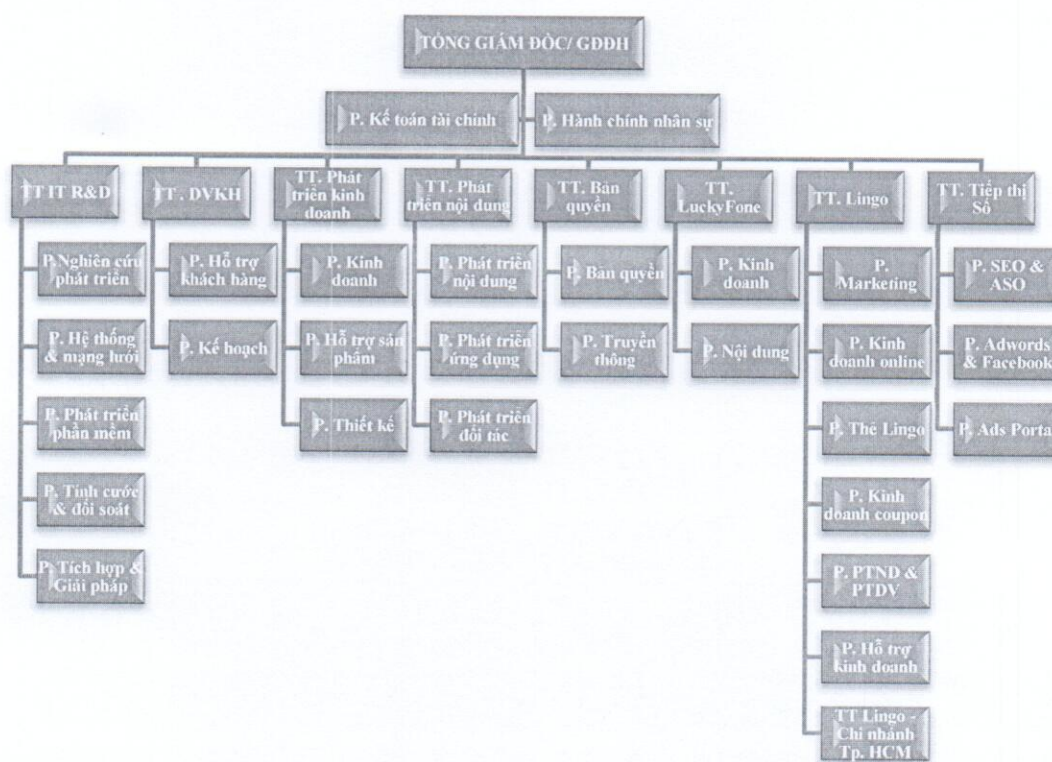 TỔNG GIÁM ĐỐC/ GĐĐH
P. Kế toán tài chính
P. Hành chính nhân sự
TT IT R&D
TT . DVKH
TT. Phát
triển kinh
doanh
TT. Phát
triển nội dung
TT. Bản
quyền
TT.
LuckyFone
TT. Lingo
TT. Tiếp thị
Số
P.Nghiên cứu
phát triển
P. Hệ thống
& mạng lưới
P. Phát triển
phần mềm
P. Tính cước
& đối soát
P. Tích hợp &
Giải pháp
P. Hỗ trợ
khách hàng
P. Kế hoạch
P. Kinh
doanh
P. Hỗ trợ sản
phẩm
P. Thiết kế
P. Phát triển
nội dung
P. Phát triển
ứng dụng
P. Phát triển
đối tác
P. Bản quyền
P. Truyền
thông
P. Kinh
doanh
P. Nội dung
P.
Marketing
P. Kinh
doanh online
P. Thẻ Lingo
P. Kinh
doanh coupon
P. PTND &
PTDV
P. Hỗ trợ
kinh doanh
TT Lingo -
Chi nhánh
Tp. HCM
P. SEO &
ASO
P. Adwords
& Facebook
P. Ads Portal